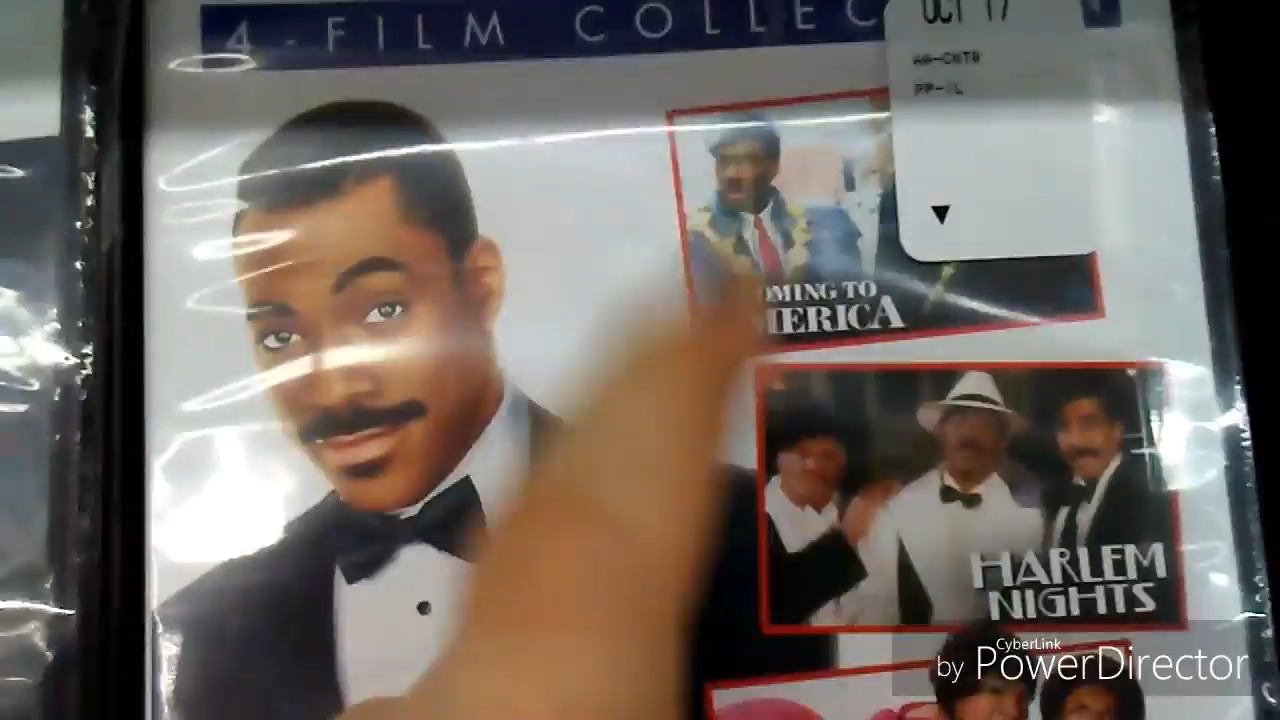 4-FILM COLLEC
OCT 17
OMING TO
MERICA
HARLEM
NIGHTS
CyberLink
by PowerDirector